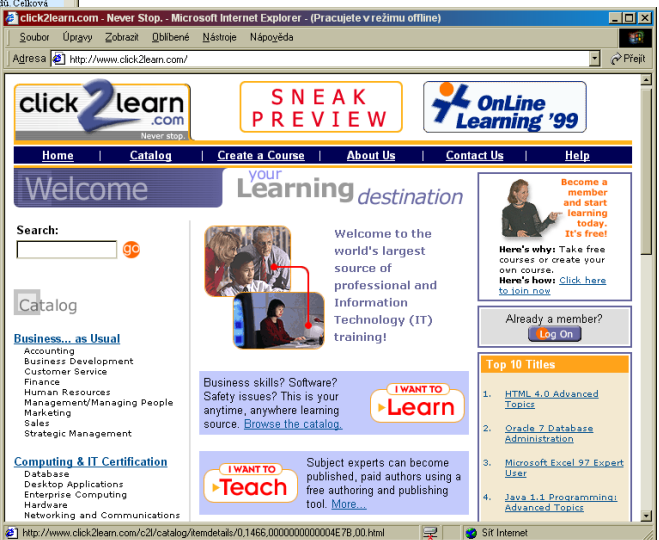 dů. Celková
click2learn.com - Never Stop. - Microsoft Internet Explorer - (Pracujete v režimu offline)
Soubor Úpravy Zobrazit Oblíbené Nástroje Nápověda
Adresa http://www.click2learn.com/ Přejít
click2learn.com
Never stop.
SNEAK PREVIEW
OnLine Learning '99
Home | Catalog | Create a Course | About Us | Contact Us | Help
Welcome
your Learning destination
Search:
go
Catalog
Business... as Usual
Accounting
Business Development
Customer Service
Finance
Human Resources
Management/Managing People
Marketing
Sales
Strategic Management
Computing & IT Certification
Database
Desktop Applications
Enterprise Computing
Hardware
Networking and Communications
Welcome to the
world's largest
source of
professional and
Information
Technology (IT)
training!
Business skills? Software?
Safety issues? This is your
anytime, anywhere learning
source. Browse the catalog.
I WANT TO
Learn
I WANT TO
Teach
Subject experts can become
published, paid authors using a
free authoring and publishing
tool. More...
Become a
member
and start
learning
today.
It's free!
Here's why: Take free
courses or create your
own course.
Here's how: Click here
to join now
Already a member?
Log On
Top 10 Titles
1. HTML 4.0 Advanced
Topics
2. Oracle 7 Database
Administration
3. Microsoft Excel 97 Expert
User
4. Java 1.1 Programming:
Advanced Topics
http://www.click2learn.com/c2l/catalog/itemdetails/0,1466,0000000000004E7B,00.html
Síť Internet